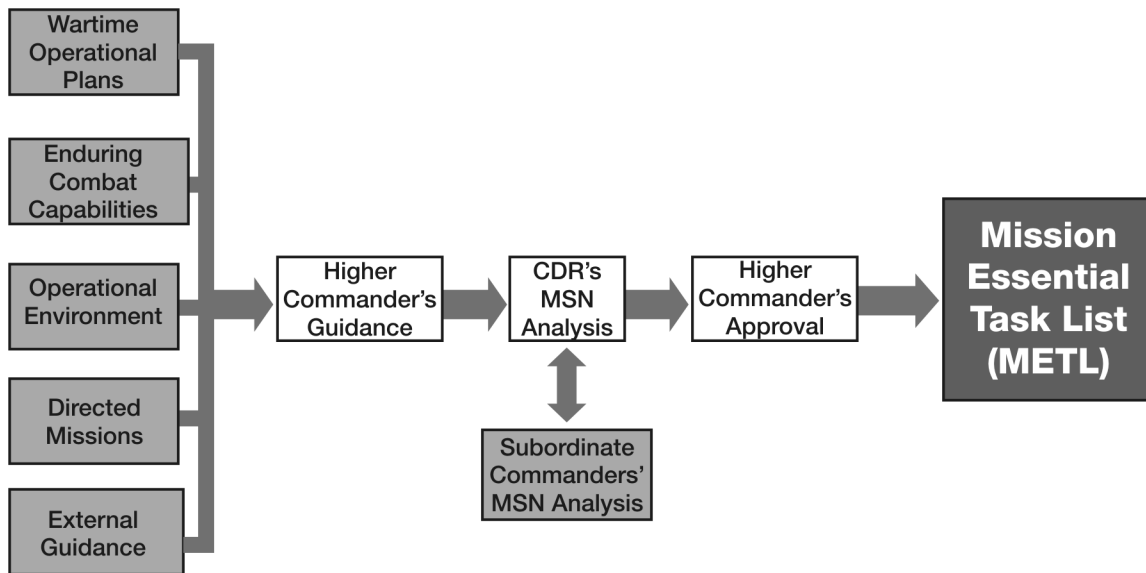 Wartime
Operational
Plans
Enduring
Combat
Capabilities
Operational
Environment
Directed
Missions
External
Guidance
Higher
Commander's
Guidance
CDR's
MSN
Analysis
Higher
Commander's
Approval
Subordinate
Commanders'
MSN Analysis
Mission
Essential
Task List
(METL)